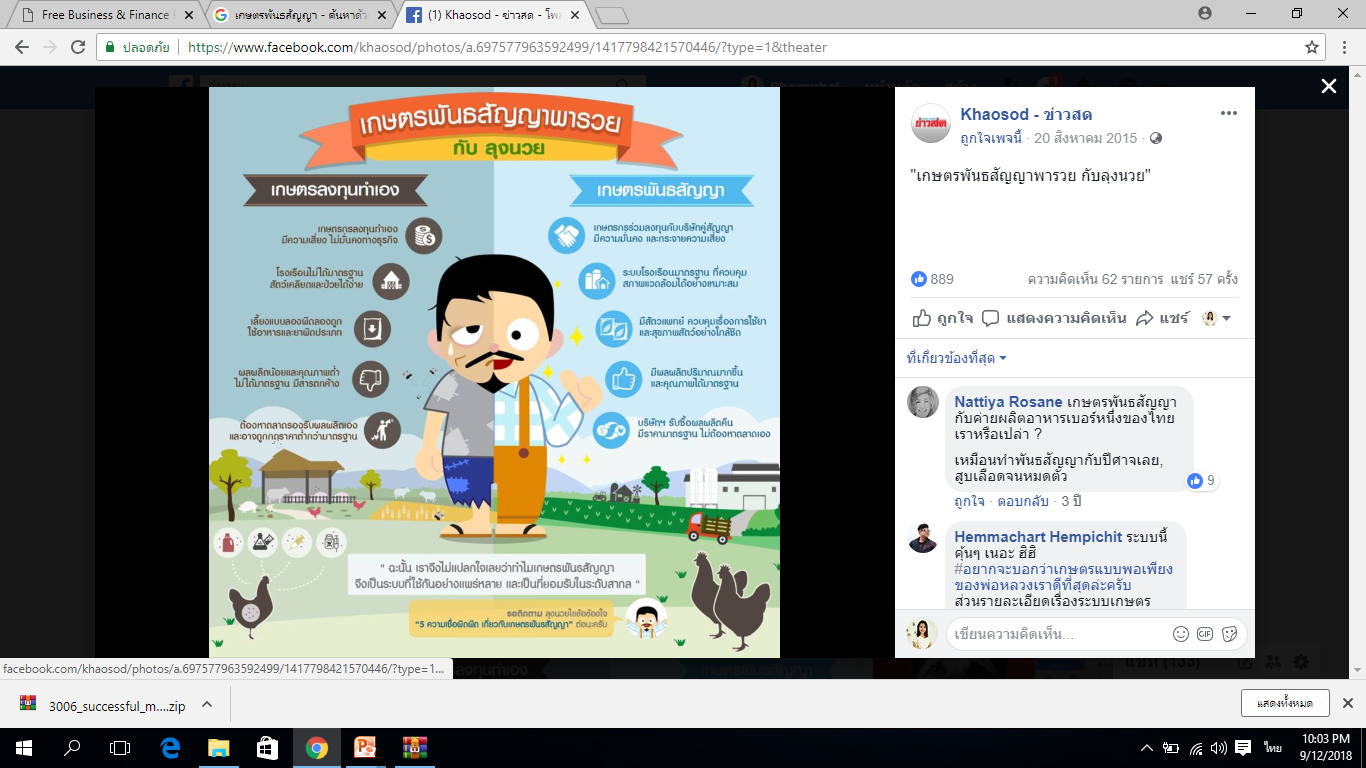 Free Business & Finance
เกษตรพันธสัญญา - ค้นหาด้วย
(1) Khaosod - ข่าวสด - โพส
ปลอดภัย
https://www.facebook.com/khaosod/photos/a.697577963592499/1417798421570446/?type=1&theater
เกษตรพันธสัญญาพารวย
กับ ลุงนวย
เกษตรลงทุนทำเอง
เกษตรกรลงทุนทำเอง
มีความเสี่ยง ไม่มั่นคงทางธุรกิจ
โรงเรือนไม่ได้มาตรฐาน
สัตว์เครียดและป่วยได้ง่าย
เลี้ยงแบบลองผิดลองถูก
ใช้อาหารและยาผิดประเภท
ผลผลิตน้อยและคุณภาพต่ำ
ไม่ได้มาตรฐาน มีสารตกค้าง
ต้องหาตลาดรองรับผลผลิตเอง
และอาจถูกกดราคาต่ำกว่ามาตรฐาน
เกษตรพันธสัญญา
เกษตรกรร่วมลงทุนกับบริษัทคู่สัญญา
มีความมั่นคง และกระจายความเสี่ยง
ระบบโรงเรือนมาตรฐาน ที่ควบคุม
สภาพแวดล้อมได้อย่างเหมาะสม
มีสัตวแพทย์ ควบคุมเรื่องการใช้ยา
และสุขภาพสัตว์อย่างใกล้ชิด
มีผลผลิตปริมาณมากขึ้น
และคุณภาพได้มาตรฐาน
บริษัทฯ รับซื้อผลผลิตคืน
มีราคามาตรฐาน ไม่ต้องหาตลาดเอง
" ฉะนั้น เราจึงไม่แปลกใจเลยว่าทำไมเกษตรพันธสัญญา
จึงเป็นระบบที่ใช้กันอย่างแพร่หลาย และเป็นที่ยอมรับในระดับสากล "
รอติดตาม ลุงนวยไขข้อข้องใจ
"5 ความเชื่อผิดผิด เกี่ยวกับเกษตรพันธสัญญา" ต่อนะครับ
ข่าวสด
Khaosod - ข่าวสด
ถูกใจเพจนี้ · 20 สิงหาคม 2015 ·
"เกษตรพันธสัญญาพารวย กับลุงนวย"
889
ความคิดเห็น 62 รายการ แชร์ 57 ครั้ง
ถูกใจ แสดงความคิดเห็น แชร์
ที่เกี่ยวข้องที่สุด
Nattiya Rosane เกษตรพันธสัญญา
กับค่ายผลิตอาหารเบอร์หนึ่งของไทย
เราหรือเปล่า ?
เหมือนทำพันธสัญญากับปีศาจเลย,
สูบเลือดจนหมดตัว
9
ถูกใจ · ตอบกลับ · 3 ปี
Hemmachart Hempichit ระบบนี้
คุ้นๆ เนอะ ฮิฮิ
#อยากจะบอกว่าเกษตรแบบพอเพียง
ของพ่อหลวงเราดีที่สุดล่ะครับ
ส่วนรายละเอียดเรื่องระบบเกษตร
เขียนความคิดเห็น...
GIF
แชท (133)
facebook.com/khaosod/photos/a.697577963592499/1417798421570446/?type=1...
3006_successful_m....zip
แสดงทั้งหมด
ไทย
10:03 PM
9/12/2018